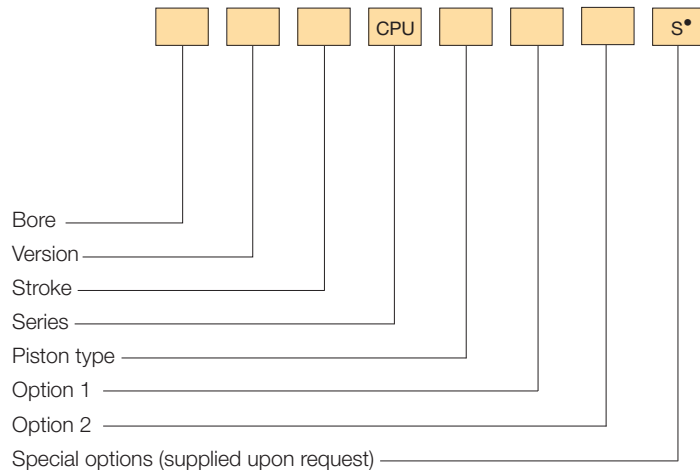 CPU
S•
Bore
Version
Stroke
Series
Piston type
Option 1
Option 2
Special options (supplied upon request)